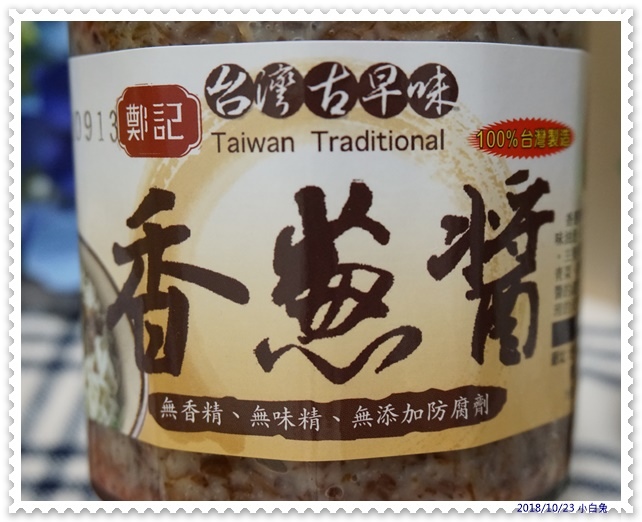 台灣古早味
0913
鄭記
Taiwan Traditional
100%台灣製造
香蔥醬
無香精、無味精、無添加防腐劑
2018/10/23 小白兔